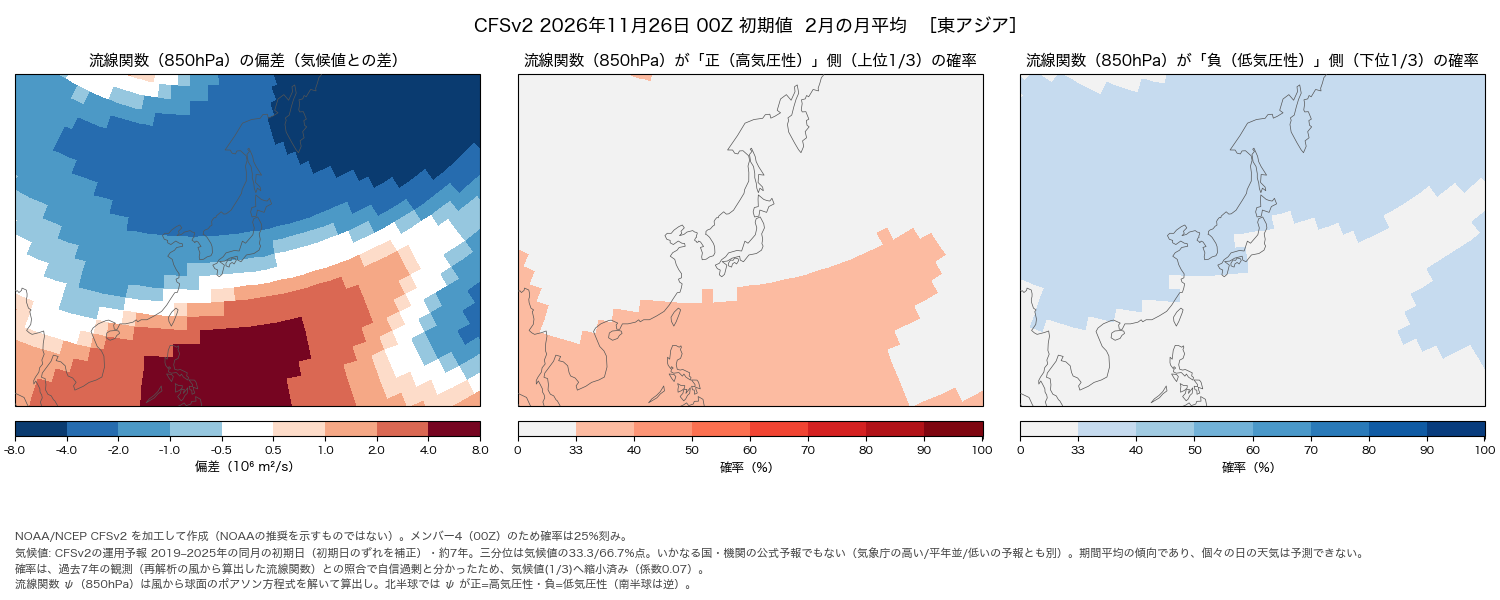 CFSv2 2026年11月26日 00Z 初期値  2月の月平均  ［東アジア］
流線関数（850hPa）の偏差（気候値との差）
流線関数（850hPa）が「正（高気圧性）」側（上位1/3）の確率
流線関数（850hPa）が「負（低気圧性）」側（下位1/3）の確率
-8.0 -4.0 -2.0 -1.0 -0.5 0.5 1.0 2.0 4.0 8.0
偏差（10⁶ m²/s）
0 33 40 50 60 70 80 90 100
確率（%）
0 33 40 50 60 70 80 90 100
確率（%）
NOAA/NCEP CFSv2 を加工して作成（NOAAの推奨を示すものではない）。メンバー4（00Z）のため確率は25%刻み。
気候値: CFSv2の運用予報 2019–2025年の同月の初期日（初期日のずれを補正）・約7年。三分位は気候値の33.3/66.7%点。いかなる国・機関の公式予報でもない（気象庁の高い/平年並/低いの予報とも別）。期間平均の傾向であり、個々の日の天気は予測できない。
確率は、過去7年の観測（再解析の風から算出した流線関数）との照合で自信過剰と分かったため、気候値(1/3)へ縮小済み（係数0.07）。
流線関数 ψ（850hPa）は風から球面のポアソン方程式を解いて算出し。北半球では ψ が正=高気圧性・負=低気圧性（南半球は逆）。